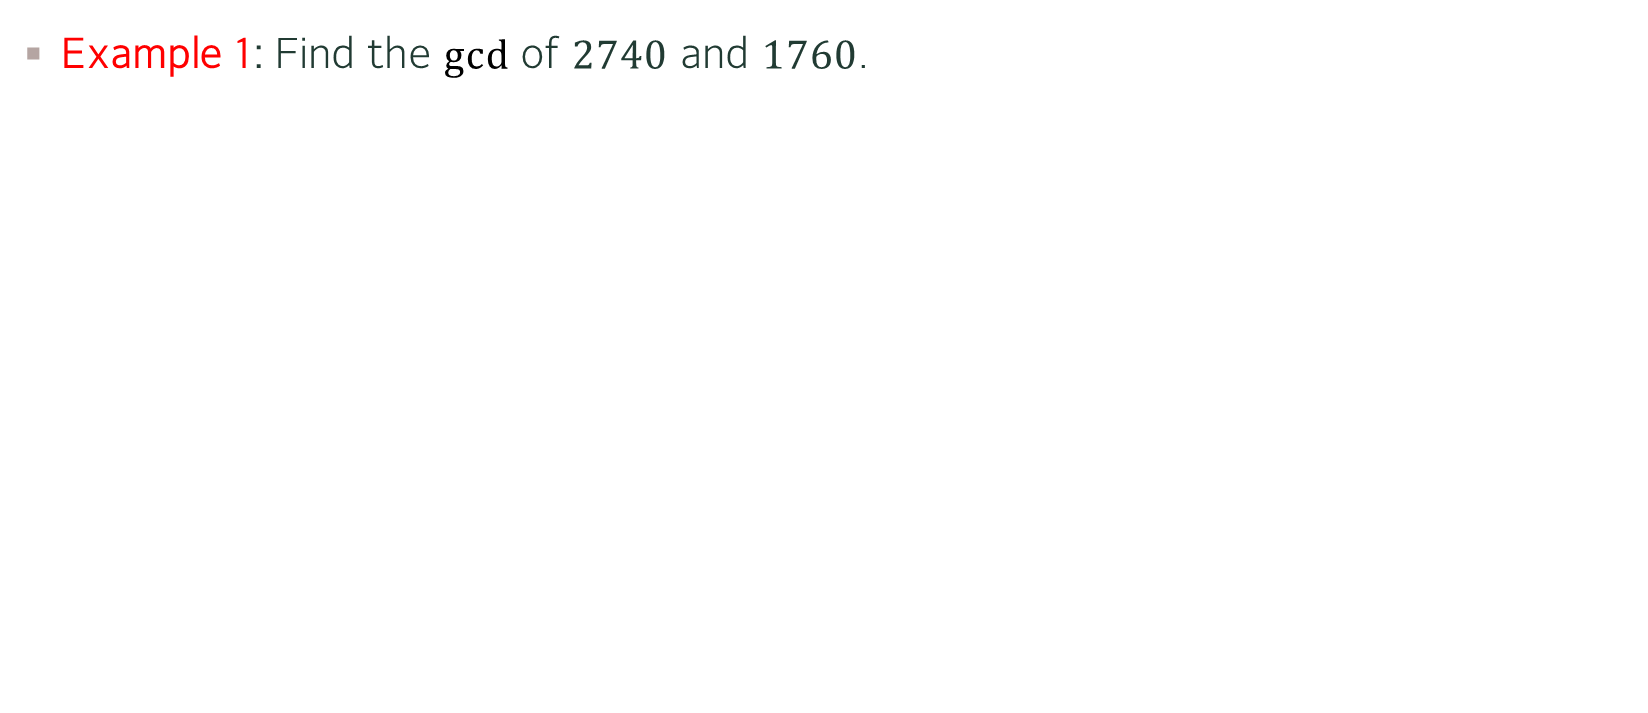 ▪ Example 1: Find the gcd of 2740 and 1760.